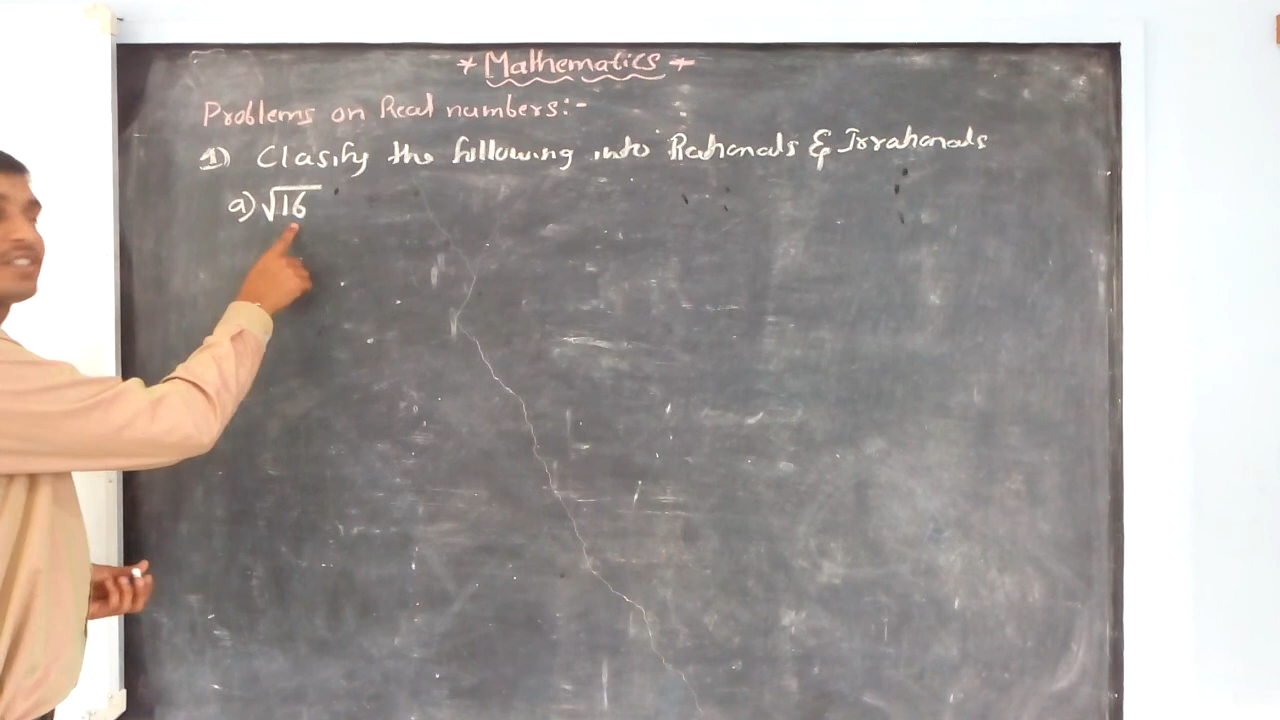 * Mathematics *
Problems on Real numbers:-
1) Clasify the following into Rationals & Irrationals
a) √16